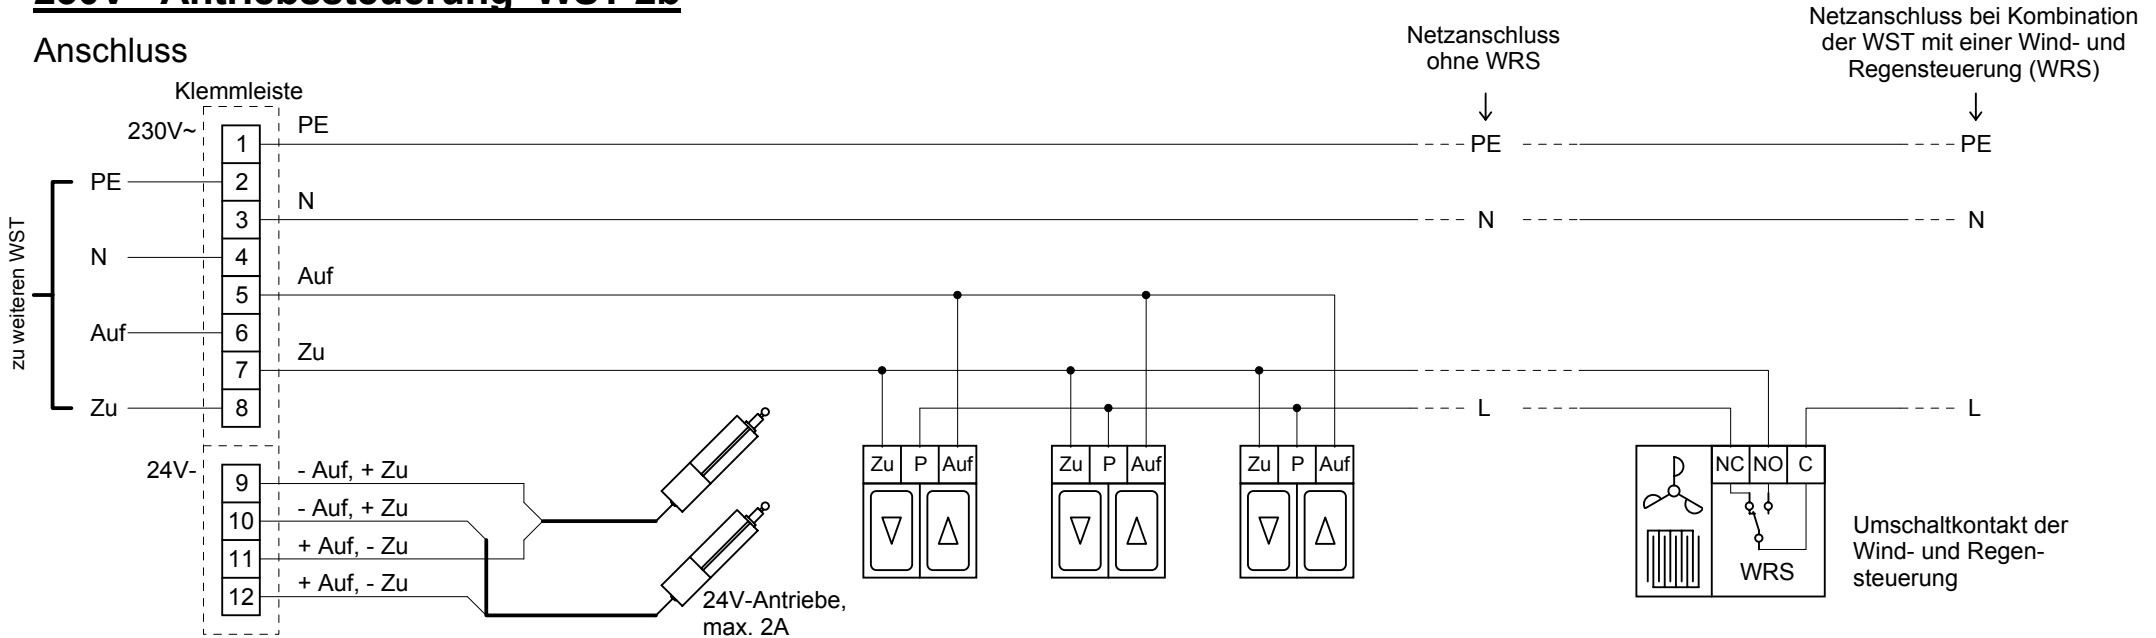 Anschluss
Netzanschluss
ohne WRS
Netzanschluss bei Kombination
der WST mit einer Wind- und
Regensteuerung (WRS)
Klemmleiste
230V~
1
PE
PE
PE
PE
2
N
3
N
N
N
4
Auf
5
Auf
6
Zu
7
Zu
8
L
L
zu weiteren WST
24V-
9
- Auf, + Zu
10
- Auf, + Zu
11
+ Auf, - Zu
12
+ Auf, - Zu
24V-Antriebe,
max. 2A
Zu P Auf
Zu P Auf
Zu P Auf
NC NO C
WRS
Umschaltkontakt der
Wind- und Regen-
steuerung